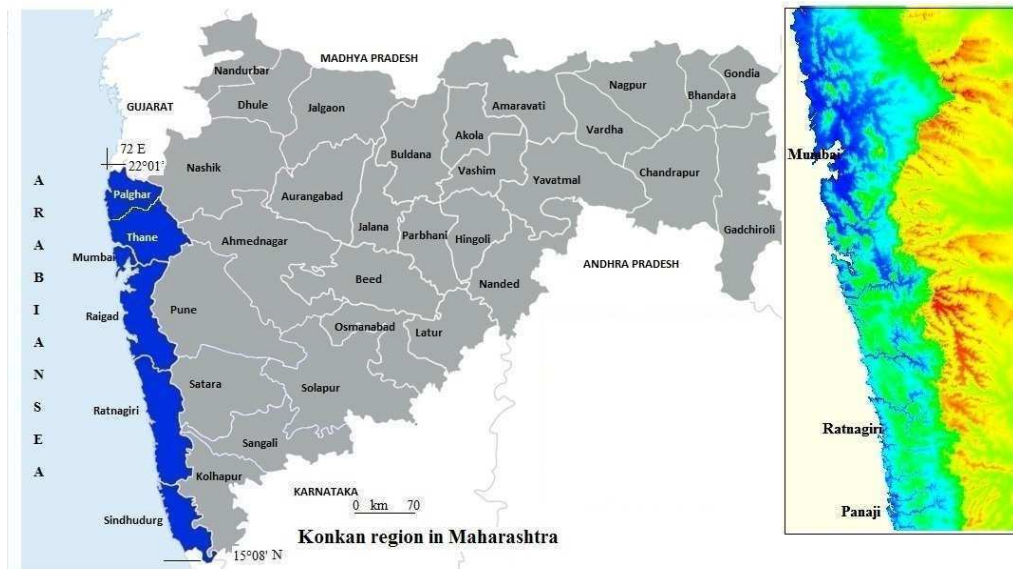 MADHYA PRADESH
Nandurbar
Nagpur
Gondia
Bhandara
GUJARAT
Dhule
Jalgaon
Amaravati
Akola
Vardha
Buldana
72 E
22°01'
Nashik
Vashim
Chandrapur
Yavatmal
Palghar
Aurangabad
Thane
Jalana
Parbhani
Hingoli
Gadchiroli
Ahmednagar
Mumbai
ANDHRA PRADESH
Beed
Nanded
Pune
Raigad
Osmanabad
Latur
Satara
Solapur
Ratnagiri
Sangali
Kolhapur
KARNATAKA
0 km 70
Sindhudurg
Konkan region in Maharashtra
15°08' N
A R A B I A N S E A
Mumbai
Ratnagiri
Panaji